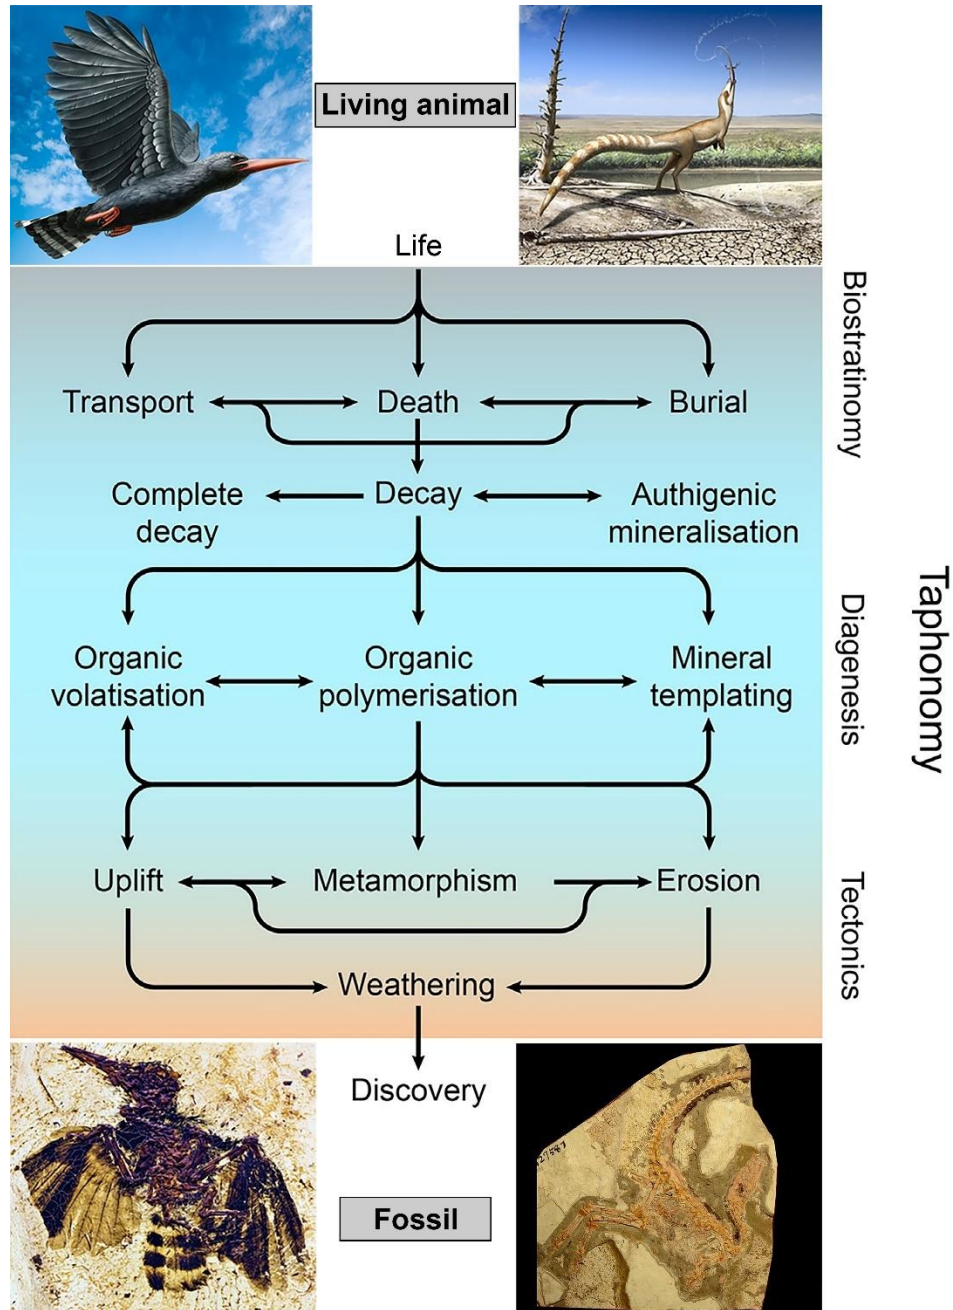 Living animal
Life
Biostratinomy
Transport
Death
Burial
Complete
decay
Decay
Authigenic
mineralisation
Taphonomy
Diagenesis
Organic
volatisation
Organic
polymerisation
Mineral
templating
Uplift
Metamorphism
Erosion
Tectonics
Weathering
Discovery
Fossil